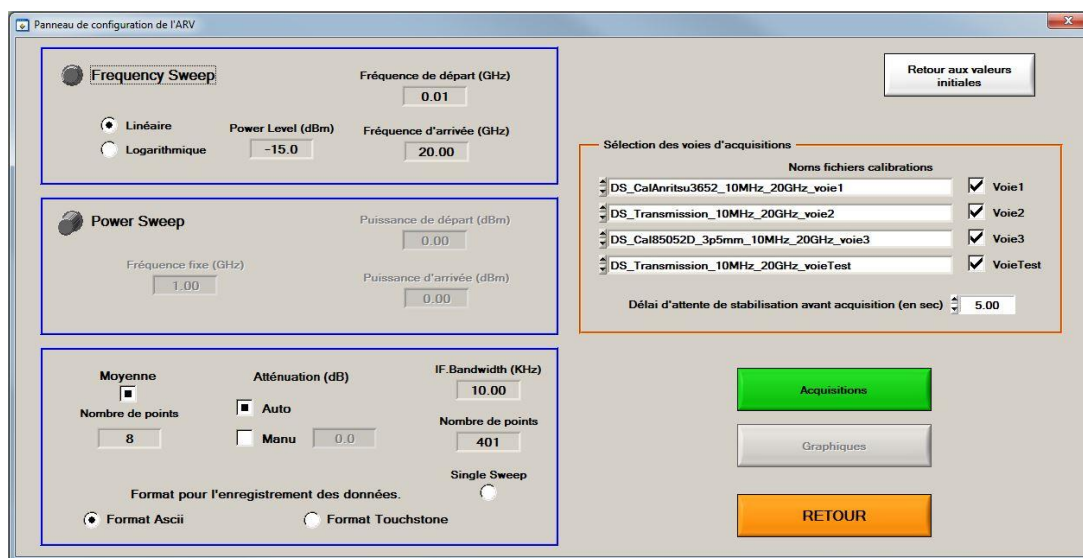 Panneau de configuration de l'ARV
Frequency Sweep
Fréquence de départ (GHz)
0.01
Linéaire
Logarithmique
Power Level (dBm)
-15.0
Fréquence d'arrivée (GHz)
20.00
Power Sweep
Puissance de départ (dBm)
0.00
Fréquence fixe (GHz)
1.00
Puissance d'arrivée (dBm)
0.00
Moyenne
Nombre de points
8
Atténuation (dB)
Auto
Manu
0.0
IF.Bandwidth (KHz)
10.00
Nombre de points
401
Single Sweep
Format pour l'enregistrement des données.
Format Ascii
Format Touchstone
Retour aux valeurs
initiales
Sélection des voies d'acquisitions
Noms fichiers calibrations
DS_CalAnritsu3652_10MHz_20GHz_voie1
Voie1
DS_Transmission_10MHz_20GHz_voie2
Voie2
DS_Cal85052D_3p5mm_10MHz_20GHz_voie3
Voie3
DS_Transmission_10MHz_20GHz_voieTest
VoieTest
Délai d'attente de stabilisation avant acquisition (en sec)
5.00
Acquisitions
Graphiques
RETOUR